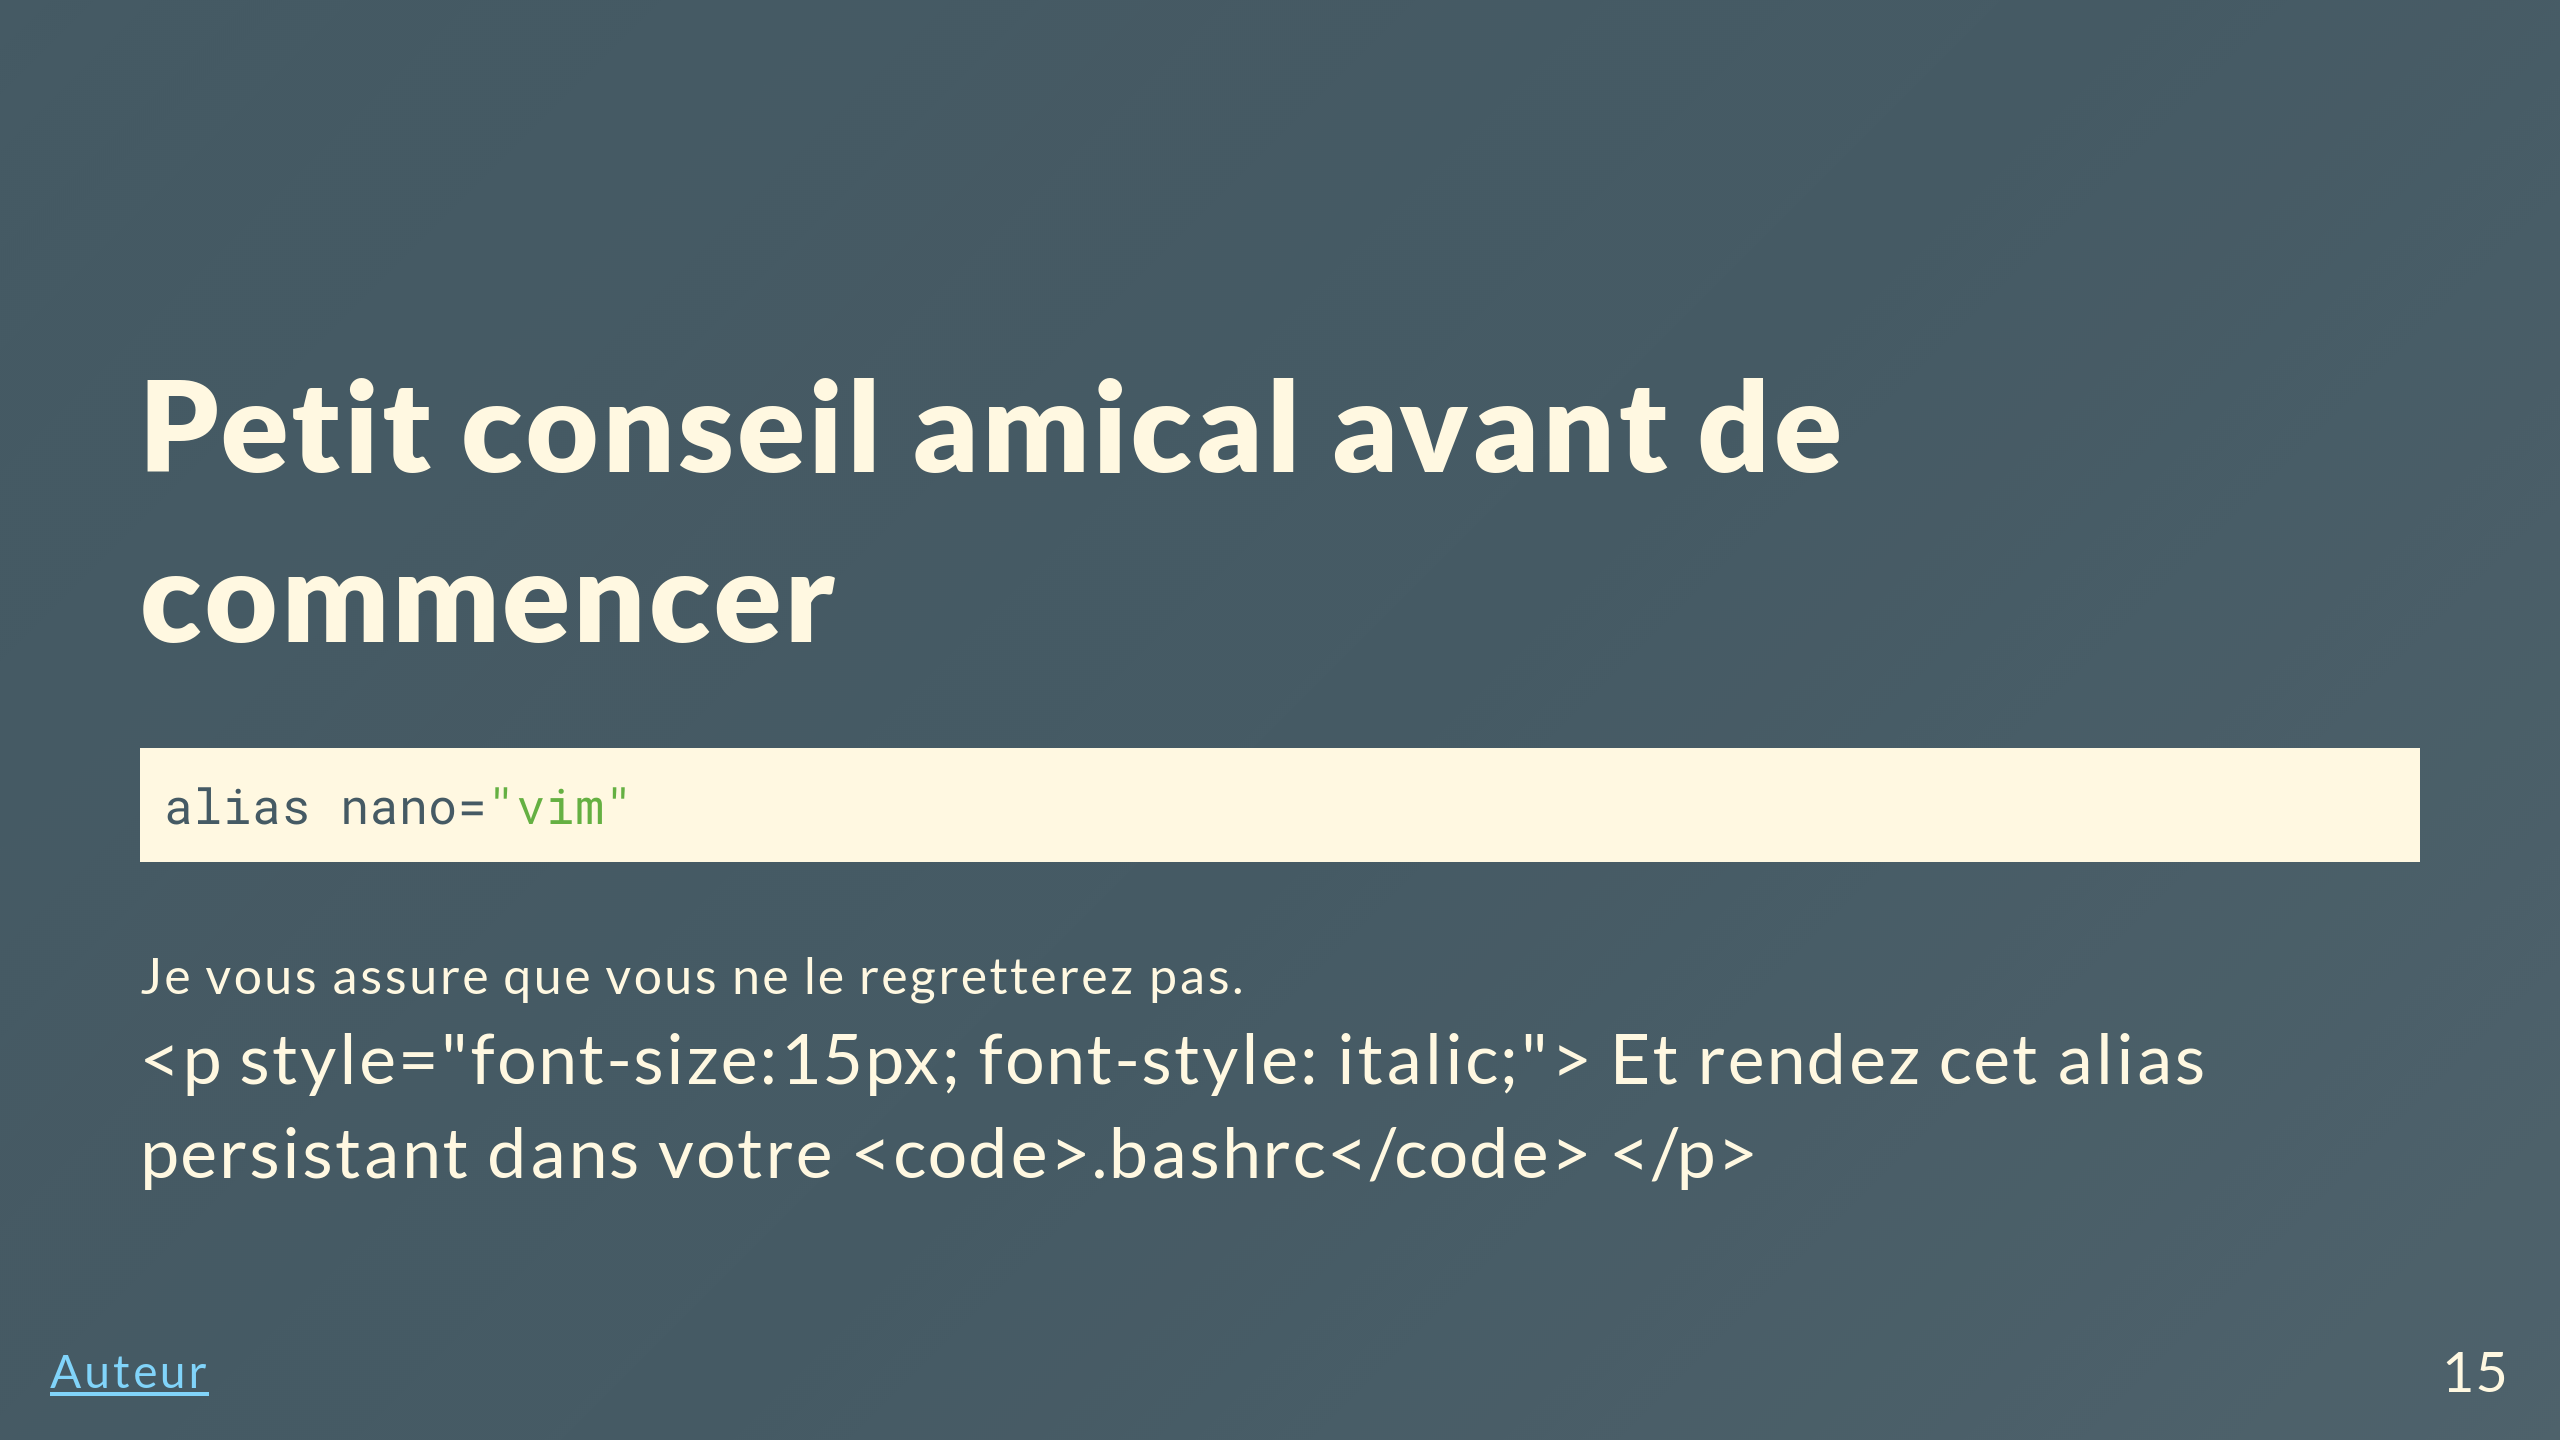 Petit conseil amical avant de
commencer
alias nano="vim"
Je vous assure que vous ne le regretterez pas.
<p style="font-size:15px; font-style: italic;"> Et rendez cet alias
persistant dans votre <code>.bashrc</code> </p>
Auteur
15